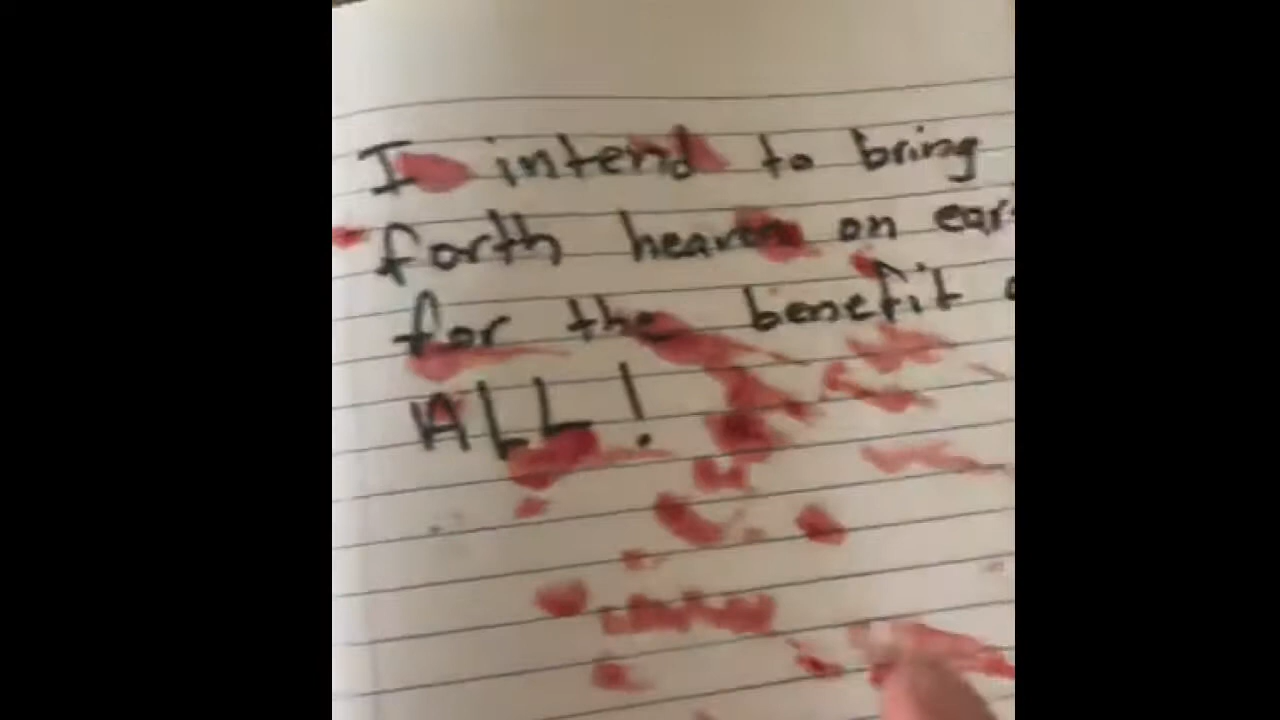 I intend to bring
forth heaven on
for the benefit
ALL!